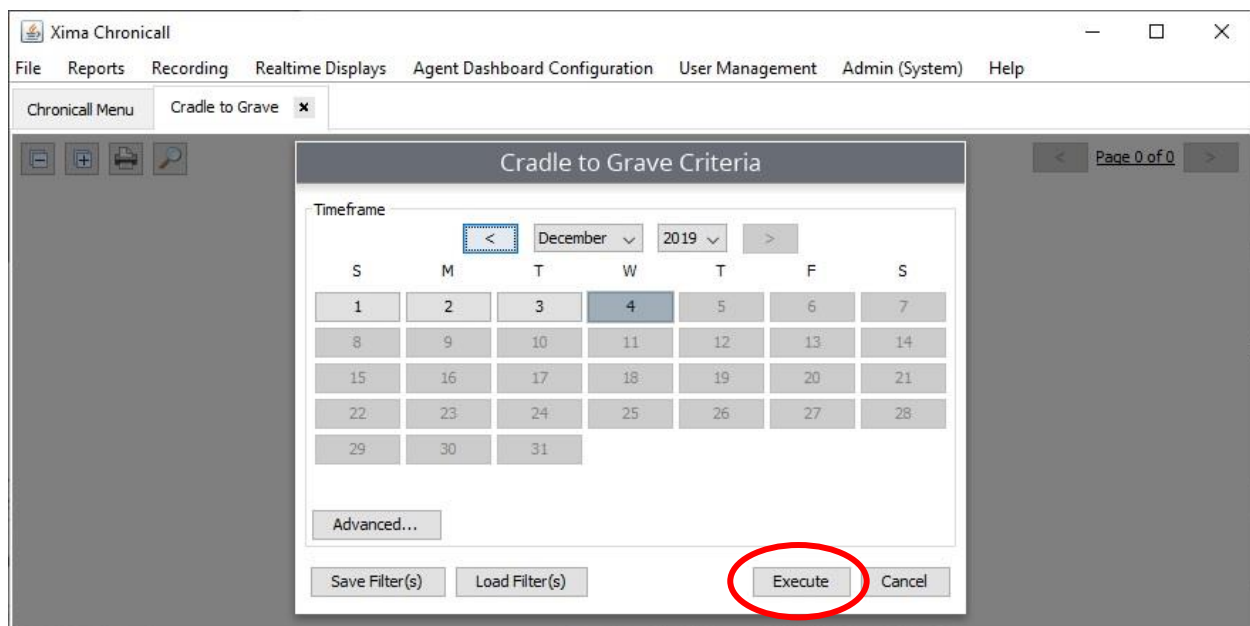 Xima Chronicall
File Reports Recording Realtime Displays Agent Dashboard Configuration User Management Admin (System) Help
Chronicall Menu Cradle to Grave
Cradle to Grave Criteria
< Page 0 of 0 >
Timeframe
< December 2019 >
S M T W T F S
1 2 3 4 5 6 7
8 9 10 11 12 13 14
15 16 17 18 19 20 21
22 23 24 25 26 27 28
29 30 31
Advanced...
Save Filter(s) Load Filter(s) Execute Cancel